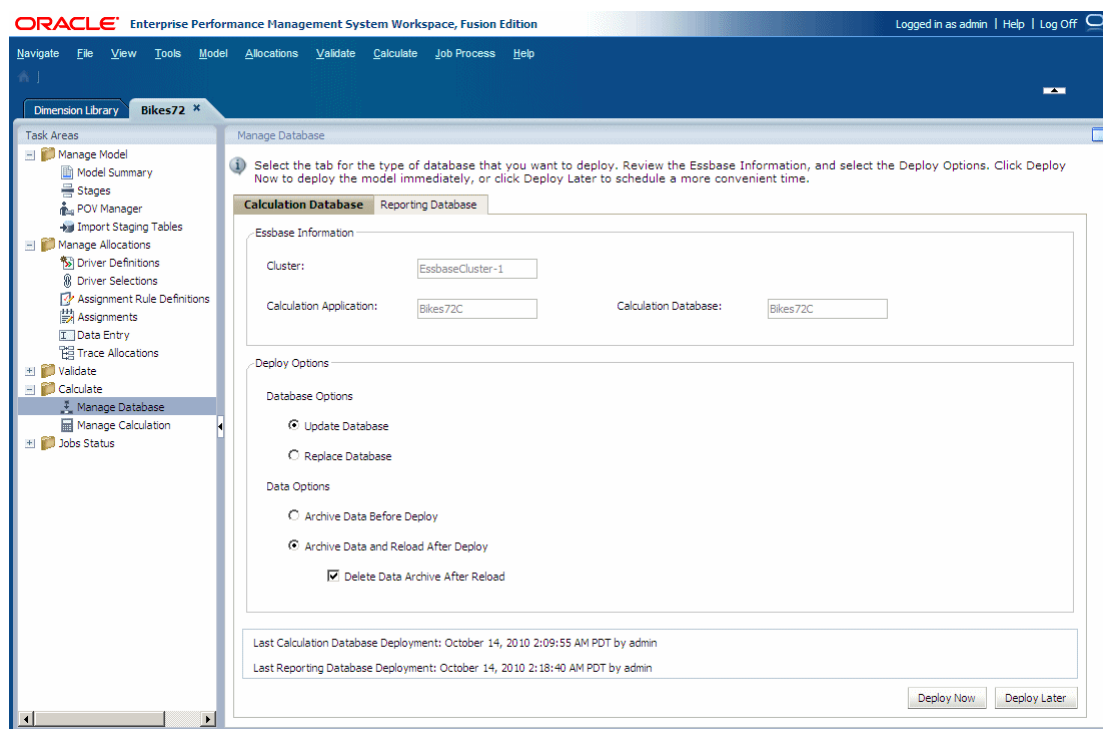 ORACLE Enterprise Performance Management System Workspace, Fusion Edition Logged in as admin | Help | Log Off
Navigate File View Tools Model Allocations Validate Calculate Job Process Help
Dimension Library Bikes72 ×
Task Areas
Manage Model
Model Summary
Stages
POV Manager
Import Staging Tables
Manage Allocations
Driver Definitions
Driver Selections
Assignment Rule Definitions
Assignments
Data Entry
Trace Allocations
Validate
Calculate
Manage Database
Manage Calculation
Jobs Status
Manage Database
Select the tab for the type of database that you want to deploy. Review the Essbase Information, and select the Deploy Options. Click Deploy
Now to deploy the model immediately, or click Deploy Later to schedule a more convenient time.
Calculation Database Reporting Database
Essbase Information
Cluster: EssbaseCluster-1
Calculation Application: Bikes72C Calculation Database: Bikes72C
Deploy Options
Database Options
Update Database
Replace Database
Data Options
Archive Data Before Deploy
Archive Data and Reload After Deploy
Delete Data Archive After Reload
Last Calculation Database Deployment: October 14, 2010 2:09:55 AM PDT by admin
Last Reporting Database Deployment: October 14, 2010 2:18:40 AM PDT by admin
Deploy Now Deploy Later